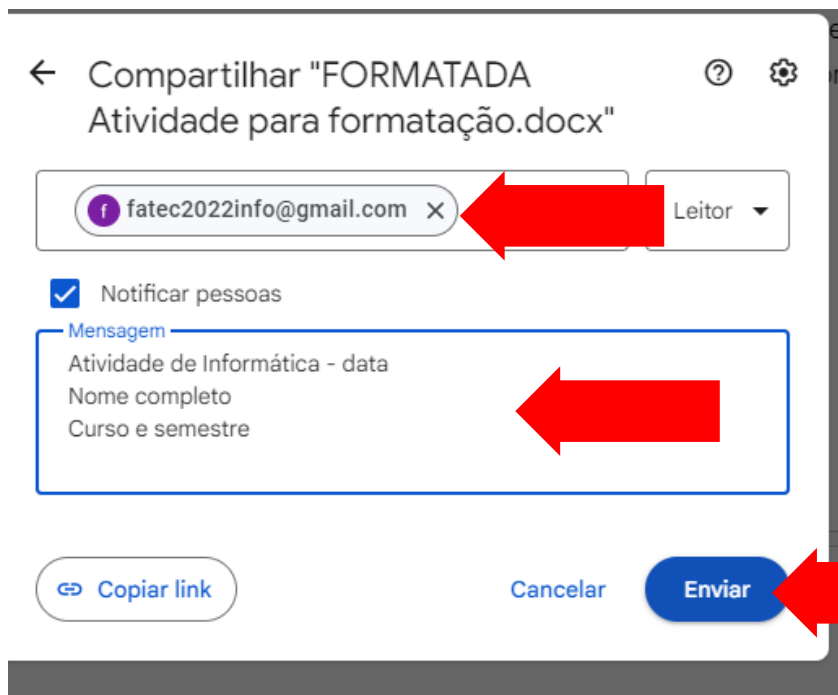 Compartilhar "FORMATADA
Atividade para formatação.docx"
f fatec2022info@gmail.com
Leitor
Notificar pessoas
Mensagem
Atividade de Informática - data
Nome completo
Curso e semestre
Copiar link
Cancelar
Enviar